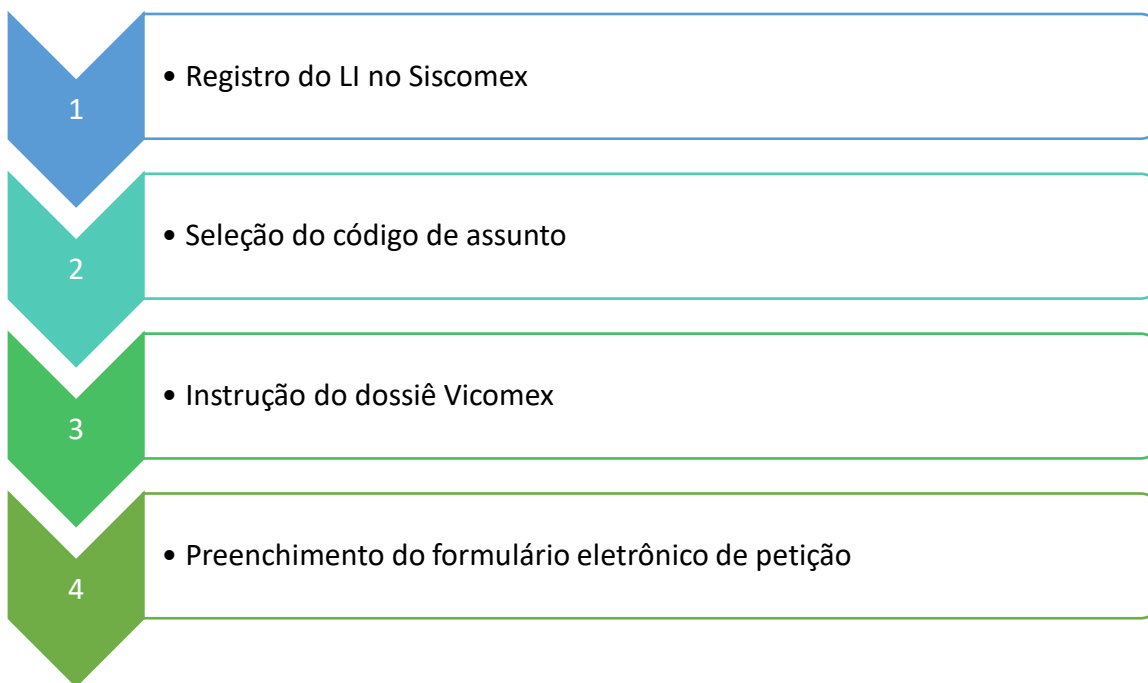 1
• Registro do LI no Siscomex
2
• Seleção do código de assunto
3
• Instrução do dossiê Vicomex
4
• Preenchimento do formulário eletrônico de petição